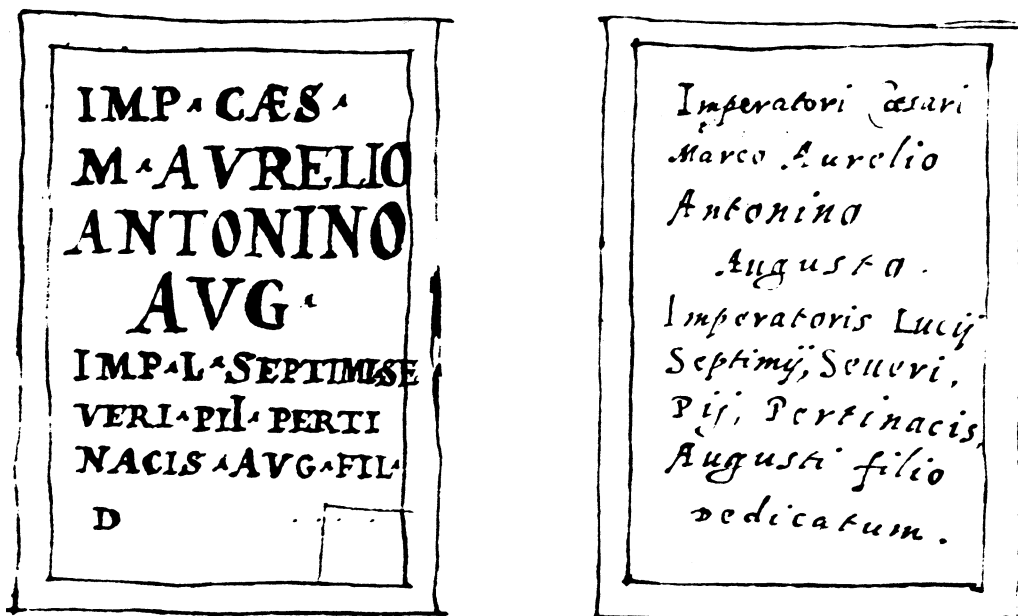 IMP ‸ CÆS ‸
M ‸ AVRELIO
ANTONINO
AVG ‸
IMP ‸ L ‸ SEPTIMI ‸ SE
VERI ‸ PII ‸ PERTI
NACIS ‸ AVG ‸ FIL ‸
D . . . .
Imperatori Cæsari
Marco Aurelio
Antonino
Augusto .
Imperatoris Lucij
Septimij, Seueri,
Pij, Pertinacis,
Augusti filio
Dedicatum .